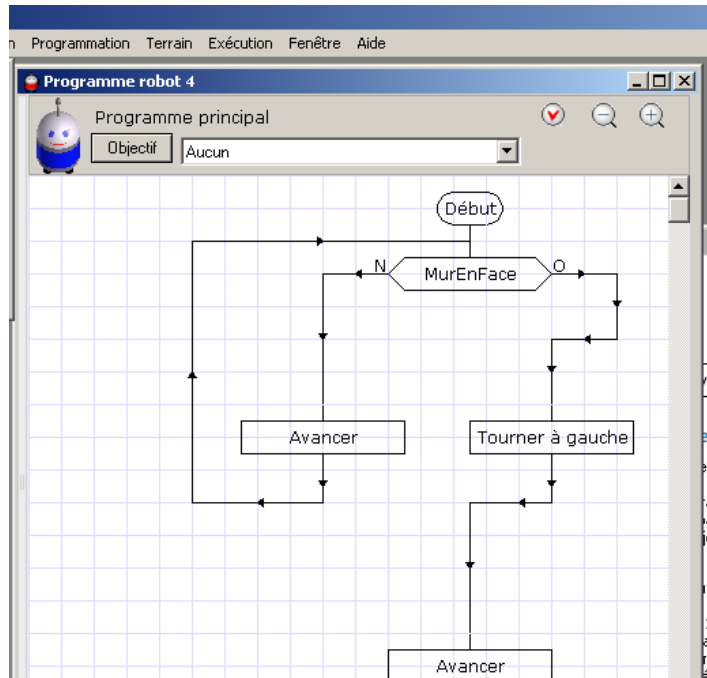 Programmation Terrain Exécution Fenêtre Aide
Programme robot 4
Programme principal
Objectif Aucun
Début
N MurEnFace O
Avancer Tourner à gauche
Avancer